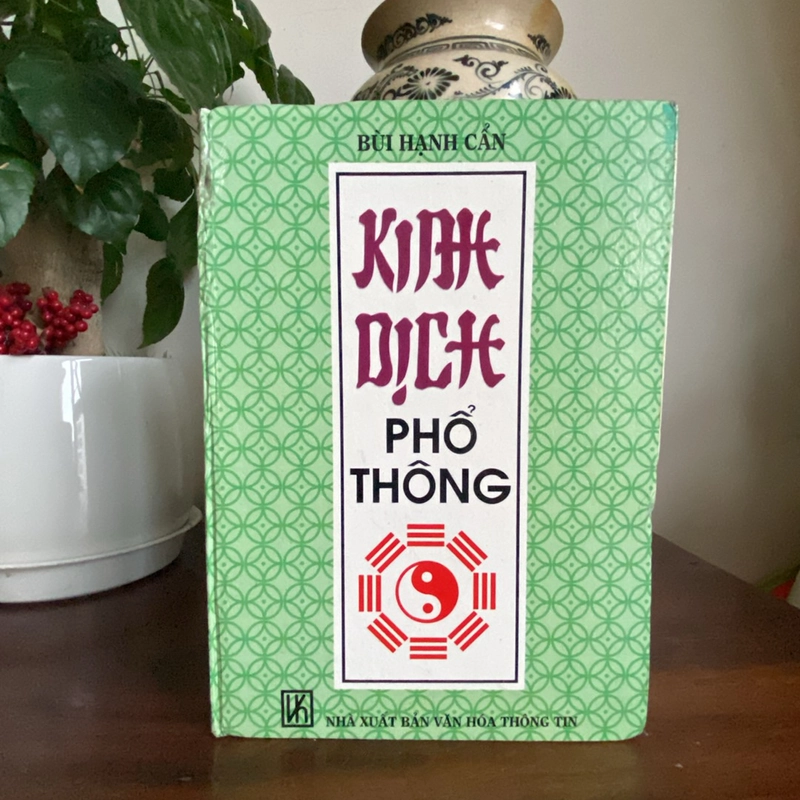 BÙI HẠNH CẨN
KINH
DỊCH
PHỔ
THÔNG
NHÀ XUẤT BẢN VĂN HÓA THÔNG TIN